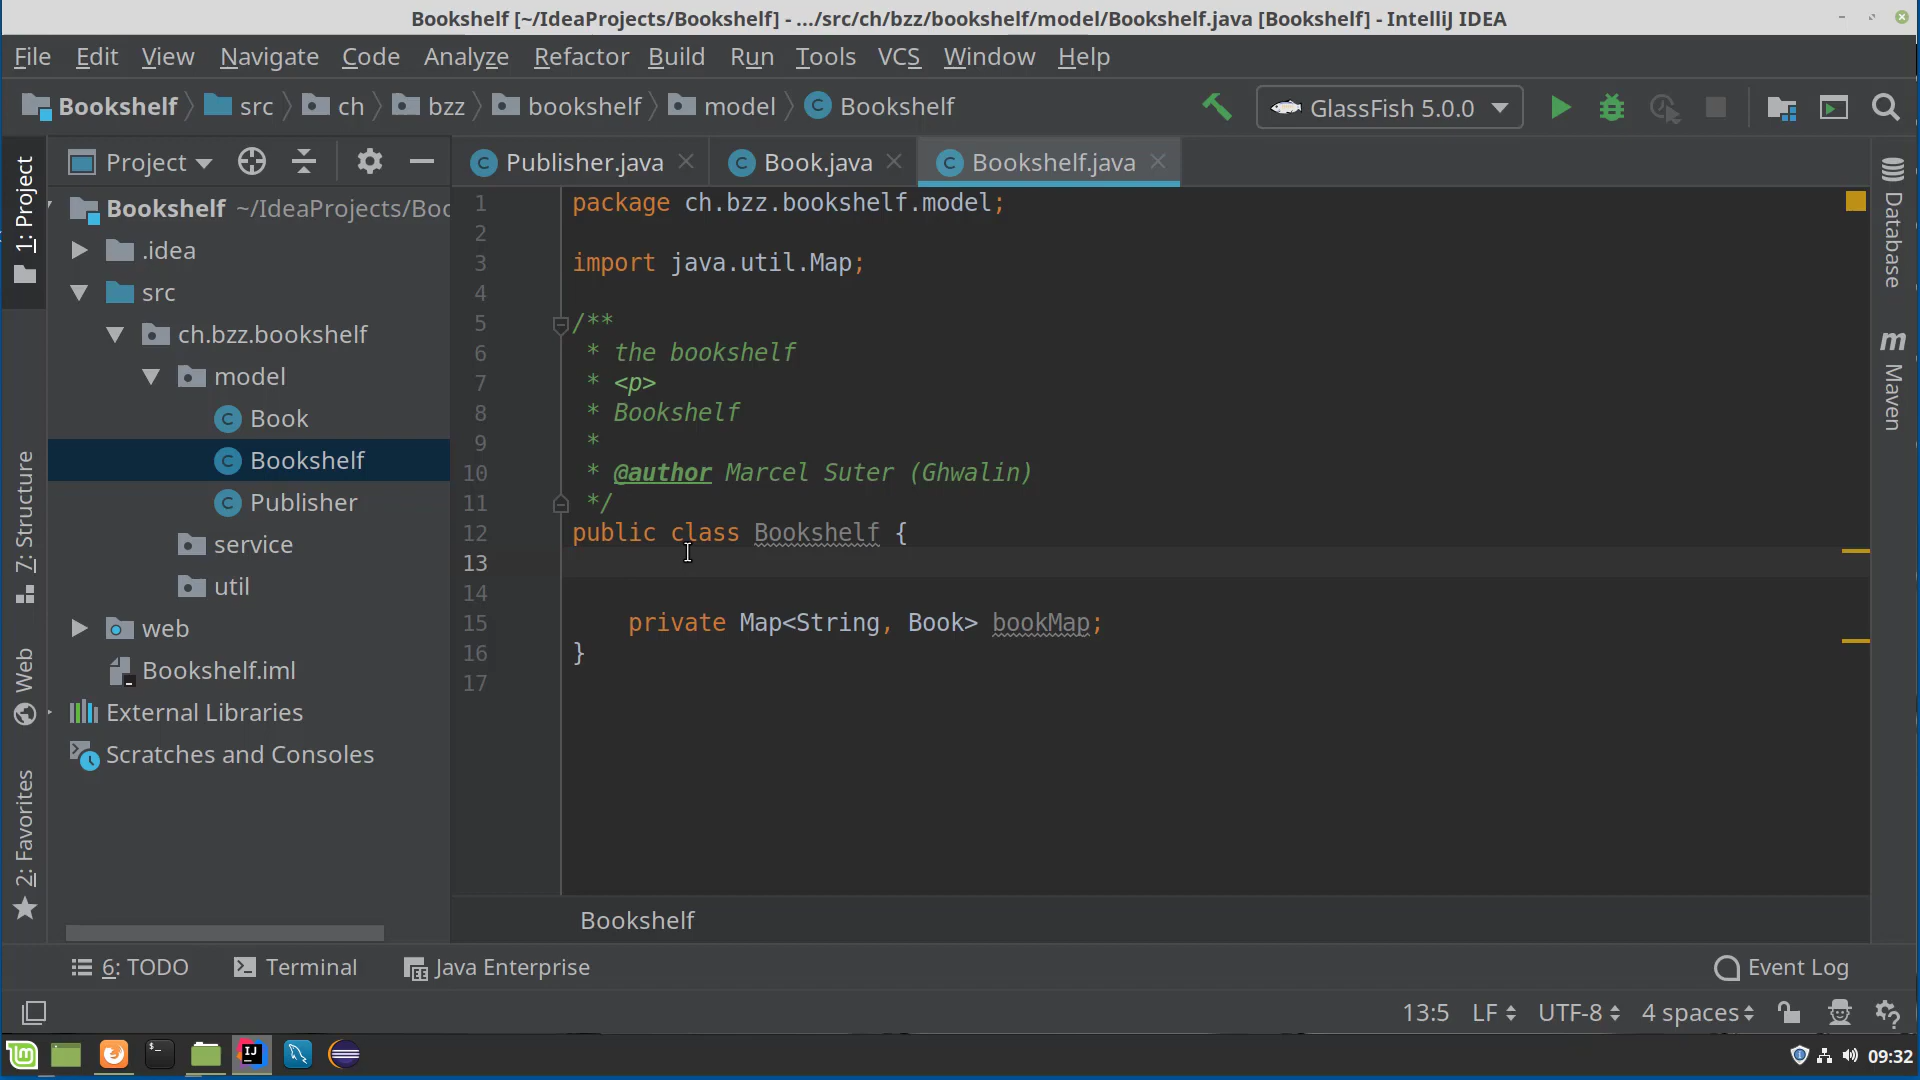 Bookshelf [~/IdeaProjects/Bookshelf] - .../src/ch/bzz/bookshelf/model/Bookshelf.java [Bookshelf] - IntelliJ IDEA
File Edit View Navigate Code Analyze Refactor Build Run Tools VCS Window Help
Bookshelf src ch bzz bookshelf model Bookshelf
GlassFish 5.0.0
1: Project
7: Structure
Web
2: Favorites
Project
Bookshelf ~/IdeaProjects/Boo
.idea
src
ch.bzz.bookshelf
model
Book
Bookshelf
Publisher
service
util
web
Bookshelf.iml
External Libraries
Scratches and Consoles
Publisher.java Book.java Bookshelf.java
1 package ch.bzz.bookshelf.model;
2
3 import java.util.Map;
4
5 /**
6 * the bookshelf
7 * <p>
8 * Bookshelf
9 *
10 * @author Marcel Suter (Ghwalin)
11 */
12 public class Bookshelf {
13
14
15 private Map<String, Book> bookMap;
16 }
17
Bookshelf
Database
Maven
6: TODO Terminal Java Enterprise Event Log
13:5 LF UTF-8 4 spaces
09:32